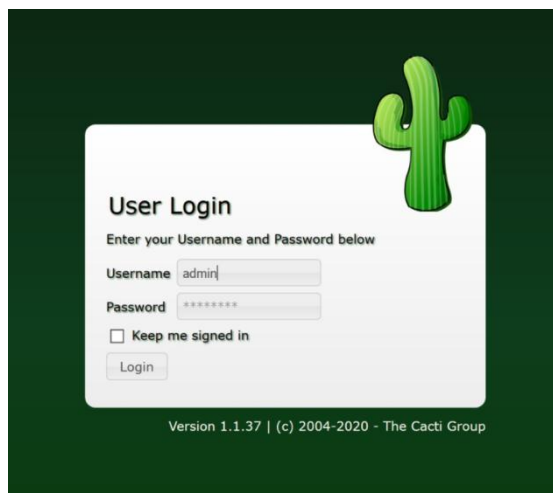 User Login
Enter your Username and Password below
Username admin
Password ********
Keep me signed in
Login
Version 1.1.37 | (c) 2004-2020 - The Cacti Group